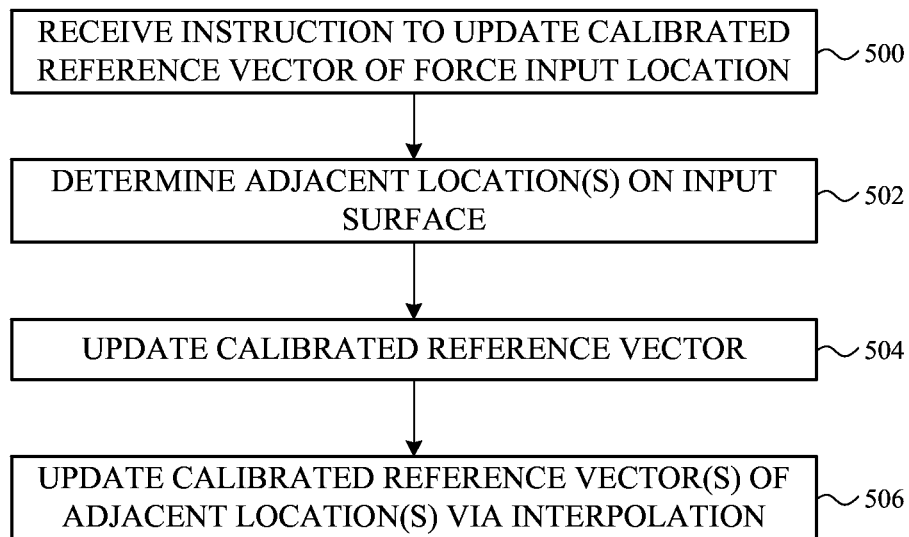 RECEIVE INSTRUCTION TO UPDATE CALIBRATED
REFERENCE VECTOR OF FORCE INPUT LOCATION
500
DETERMINE ADJACENT LOCATION(S) ON INPUT
SURFACE
502
UPDATE CALIBRATED REFERENCE VECTOR
504
UPDATE CALIBRATED REFERENCE VECTOR(S) OF
ADJACENT LOCATION(S) VIA INTERPOLATION
506